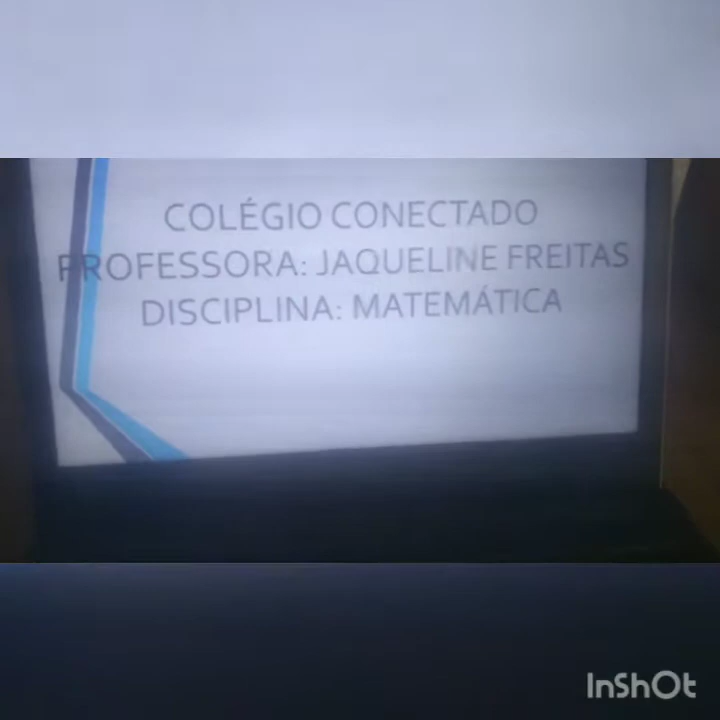 COLÉGIO CONECTADO
PROFESSORA: JAQUELINE FREITAS
DISCIPLINA: MATEMÁTICA
InShOt